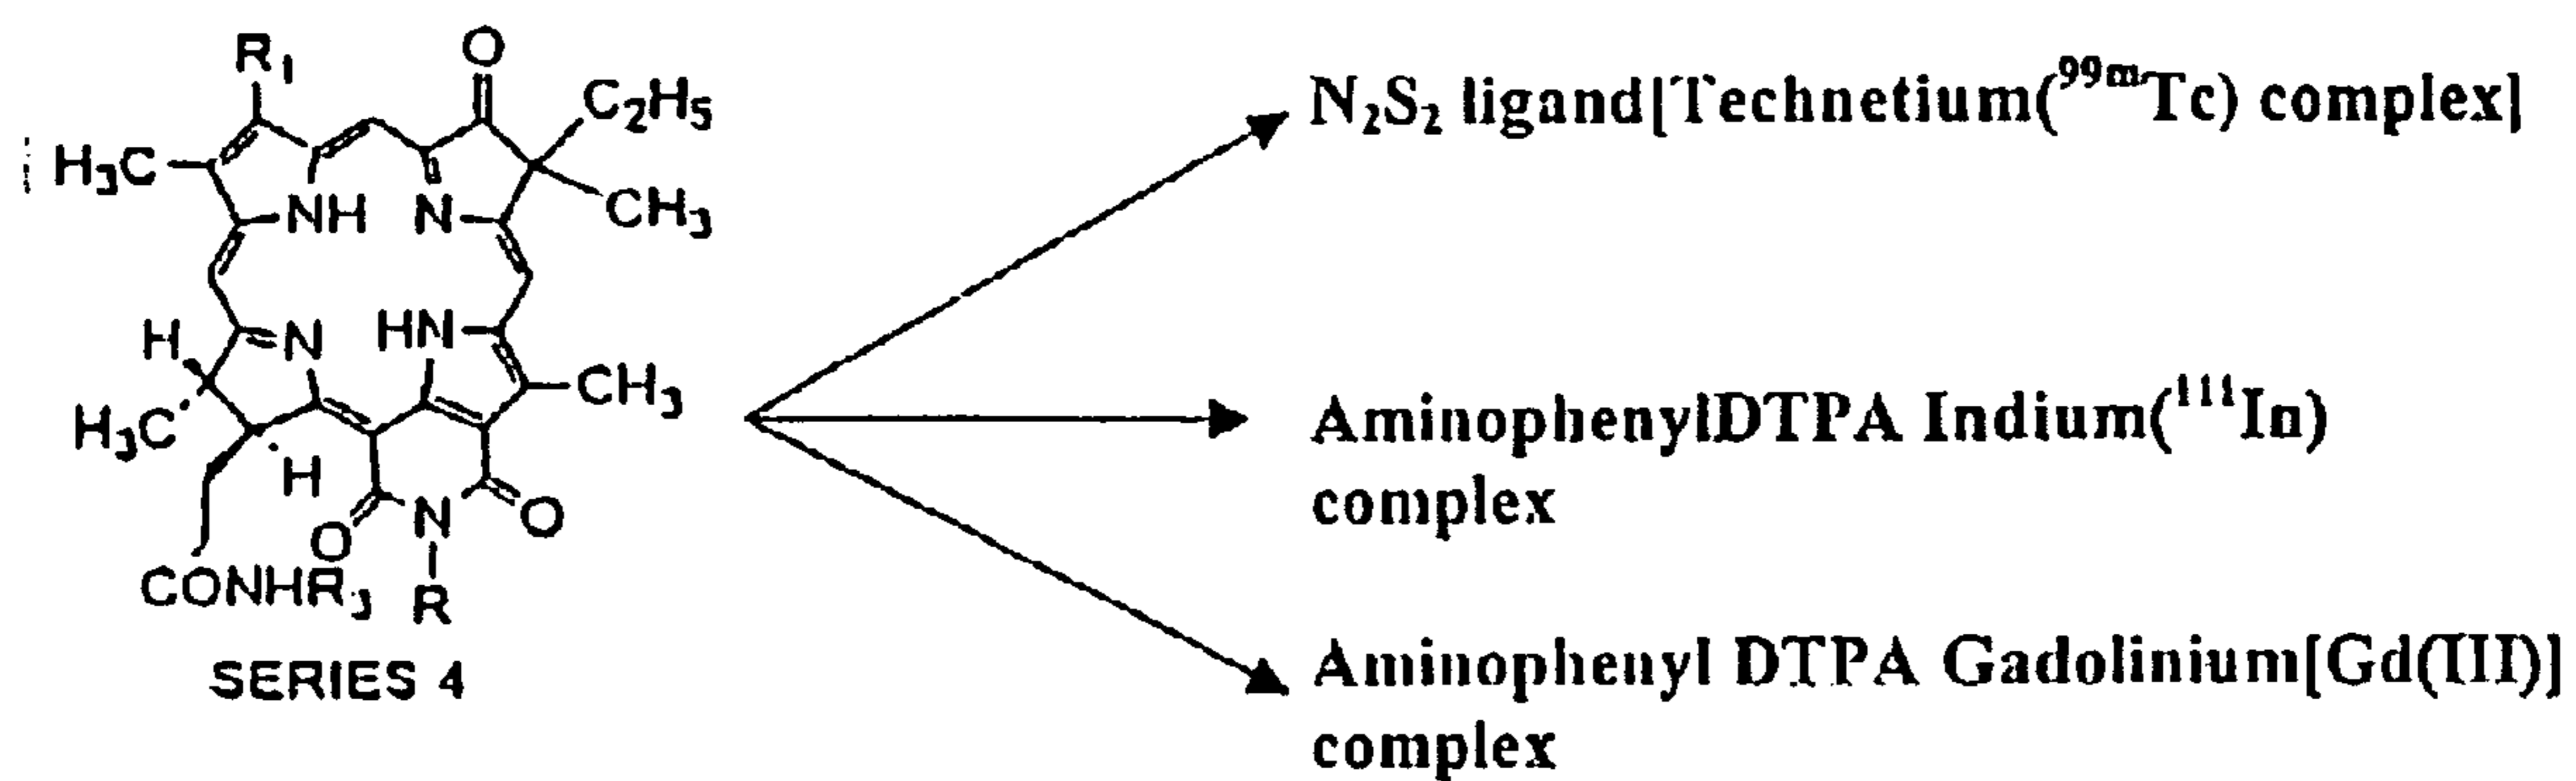 R₁
O
C₂H₅
H₃C
CH₃
NH
N
H
N
HN
H₃C
CH₃
H
O
N
O
CONHR₃
R
SERIES 4
N₂S₂ ligand[Technetium(⁹⁹ᵐTc) complex]
AminophenylDTPA Indium(¹¹¹In)
complex
Aminophenyl DTPA Gadolinium[Gd(III)]
complex